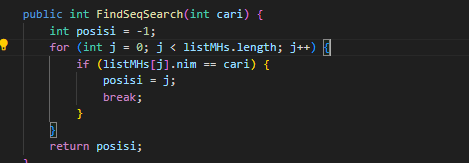 public int FindSeqSearch(int cari) {
int posisi = -1;
for (int j = 0; j < listMHs.length; j++) {
if (listMHs[j].nim == cari) {
posisi = j;
break;
}
}
return posisi;
}